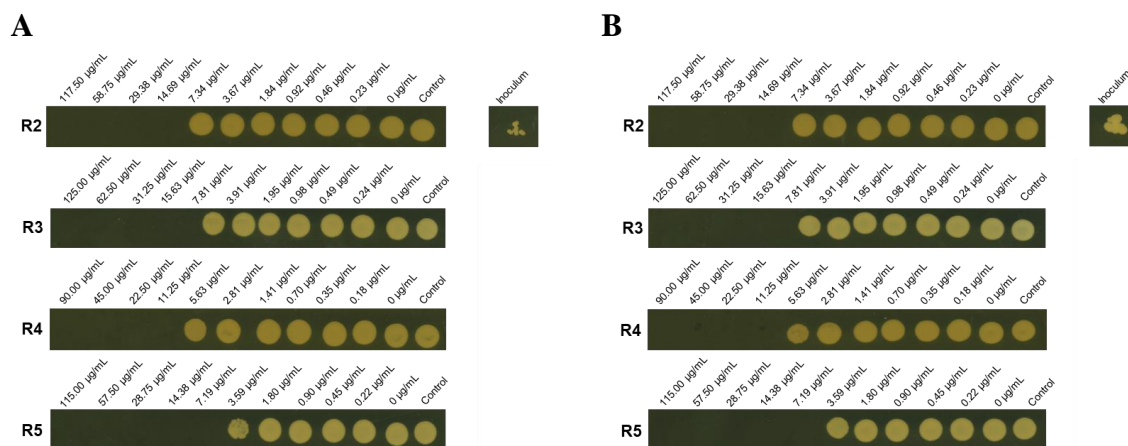 A
B
117.50 µg/mL 58.75 µg/mL 29.38 µg/mL 14.69 µg/mL 7.34 µg/mL 3.67 µg/mL 1.84 µg/mL 0.92 µg/mL 0.46 µg/mL 0.23 µg/mL 0 µg/mL Control Inoculum
R2
125.00 µg/mL 62.50 µg/mL 31.25 µg/mL 15.63 µg/mL 7.81 µg/mL 3.91 µg/mL 1.95 µg/mL 0.98 µg/mL 0.49 µg/mL 0.24 µg/mL 0 µg/mL Control
R3
90.00 µg/mL 45.00 µg/mL 22.50 µg/mL 11.25 µg/mL 5.63 µg/mL 2.81 µg/mL 1.41 µg/mL 0.70 µg/mL 0.35 µg/mL 0.18 µg/mL 0 µg/mL Control
R4
115.00 µg/mL 57.50 µg/mL 28.75 µg/mL 14.38 µg/mL 7.19 µg/mL 3.59 µg/mL 1.80 µg/mL 0.90 µg/mL 0.45 µg/mL 0.22 µg/mL 0 µg/mL Control
R5
117.50 µg/mL 58.75 µg/mL 29.38 µg/mL 14.69 µg/mL 7.34 µg/mL 3.67 µg/mL 1.84 µg/mL 0.92 µg/mL 0.46 µg/mL 0.23 µg/mL 0 µg/mL Control Inoculum
R2
125.00 µg/mL 62.50 µg/mL 31.25 µg/mL 15.63 µg/mL 7.81 µg/mL 3.91 µg/mL 1.95 µg/mL 0.98 µg/mL 0.49 µg/mL 0.24 µg/mL 0 µg/mL Control
R3
90.00 µg/mL 45.00 µg/mL 22.50 µg/mL 11.25 µg/mL 5.63 µg/mL 2.81 µg/mL 1.41 µg/mL 0.70 µg/mL 0.35 µg/mL 0.18 µg/mL 0 µg/mL Control
R4
115.00 µg/mL 57.50 µg/mL 28.75 µg/mL 14.38 µg/mL 7.19 µg/mL 3.59 µg/mL 1.80 µg/mL 0.90 µg/mL 0.45 µg/mL 0.22 µg/mL 0 µg/mL Control
R5